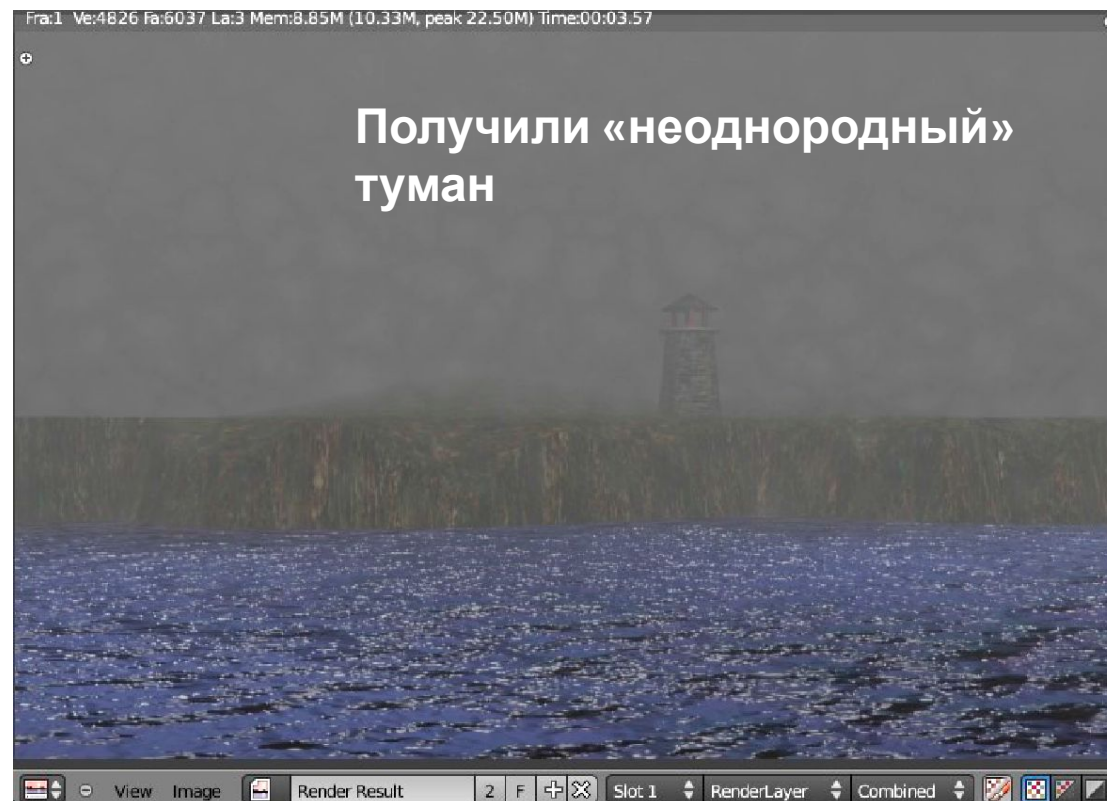 Fra:1 Ve:4826 Fa:6037 La:3 Mem:8.85M (10.33M, peak 22.50M) Time:00:03.57
Получили «неоднородный»
туман
View Image Render Result 2 F Slot 1 RenderLayer Combined